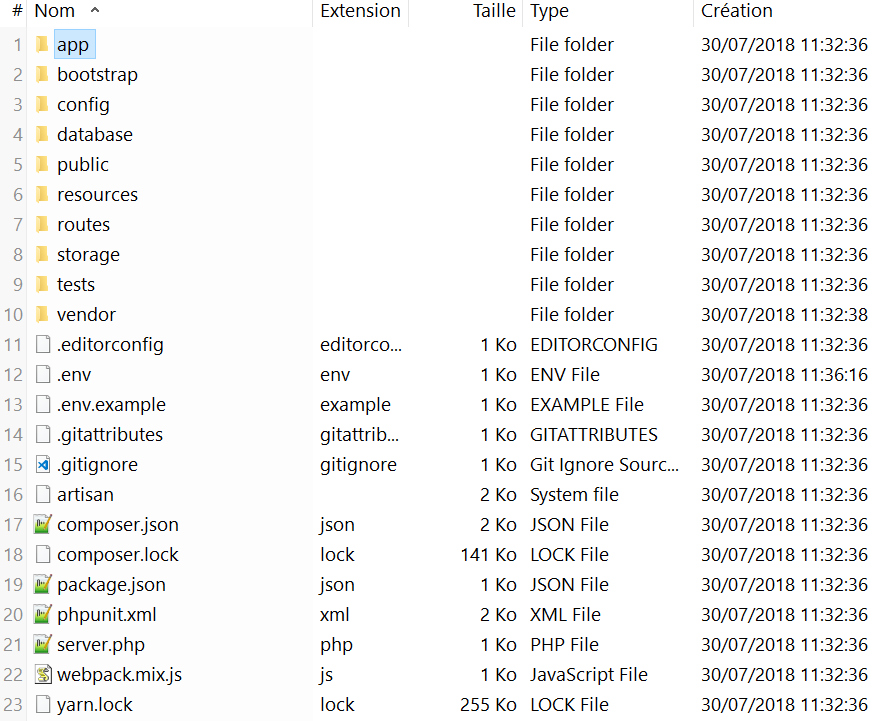 # Nom Extension Taille Type Création
1 app File folder 30/07/2018 11:32:36
2 bootstrap File folder 30/07/2018 11:32:36
3 config File folder 30/07/2018 11:32:36
4 database File folder 30/07/2018 11:32:36
5 public File folder 30/07/2018 11:32:36
6 resources File folder 30/07/2018 11:32:36
7 routes File folder 30/07/2018 11:32:36
8 storage File folder 30/07/2018 11:32:36
9 tests File folder 30/07/2018 11:32:36
10 vendor File folder 30/07/2018 11:32:38
11 .editorconfig editorco... 1 Ko EDITORCONFIG 30/07/2018 11:32:36
12 .env env 1 Ko ENV File 30/07/2018 11:36:16
13 .env.example example 1 Ko EXAMPLE File 30/07/2018 11:32:36
14 .gitattributes gitattrib... 1 Ko GITATTRIBUTES 30/07/2018 11:32:36
15 .gitignore gitignore 1 Ko Git Ignore Sourc... 30/07/2018 11:32:36
16 artisan 2 Ko System file 30/07/2018 11:32:36
17 composer.json json 2 Ko JSON File 30/07/2018 11:32:36
18 composer.lock lock 141 Ko LOCK File 30/07/2018 11:32:36
19 package.json json 1 Ko JSON File 30/07/2018 11:32:36
20 phpunit.xml xml 2 Ko XML File 30/07/2018 11:32:36
21 server.php php 1 Ko PHP File 30/07/2018 11:32:36
22 webpack.mix.js js 1 Ko JavaScript File 30/07/2018 11:32:36
23 yarn.lock lock 255 Ko LOCK File 30/07/2018 11:32:36